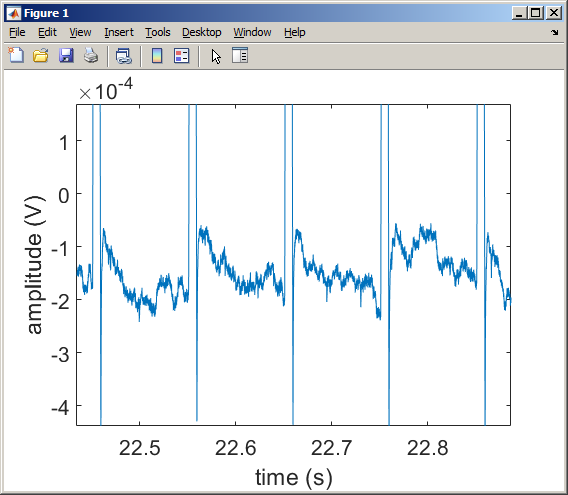 Figure 1
File Edit View Insert Tools Desktop Window Help
×10^-4
1
0
-1
-2
-3
-4
amplitude (V)
22.5 22.6 22.7 22.8
time (s)